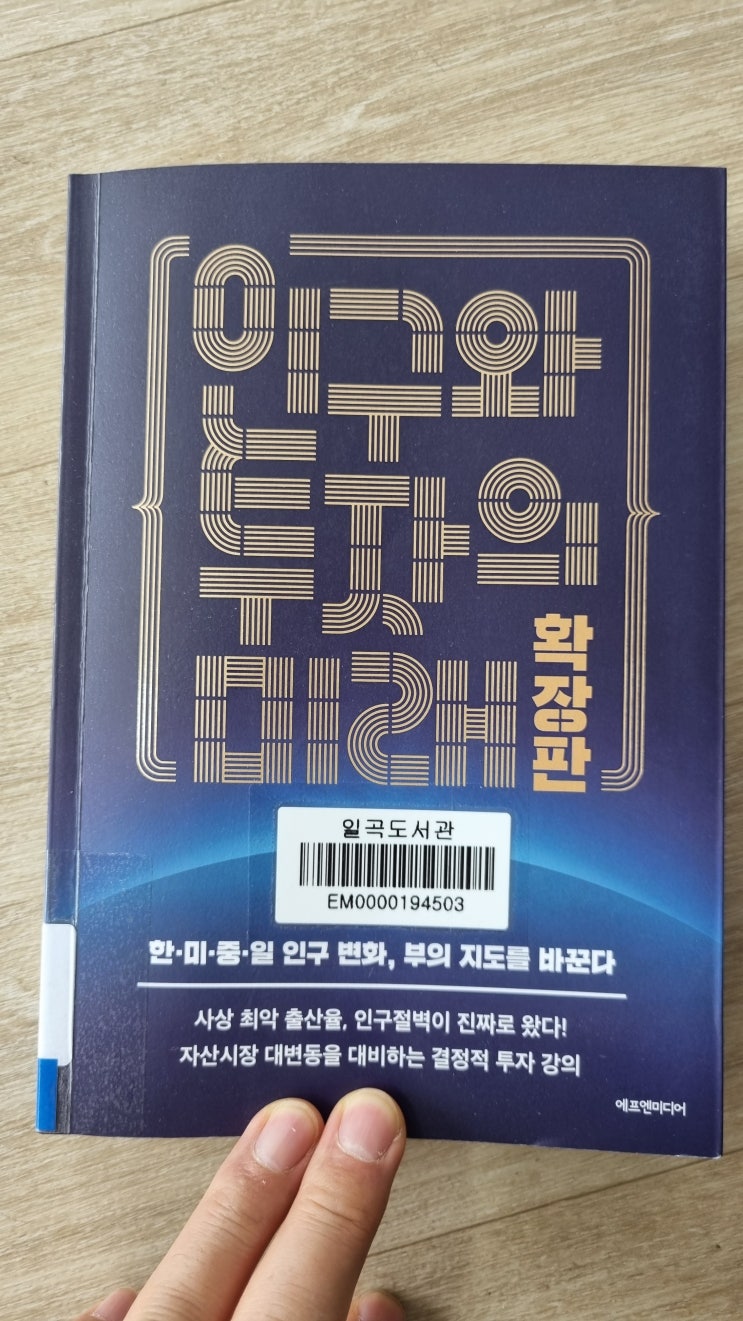 인구와
투자의
미래
확장판
일곡도서관
EM0000194503
한·미·중·일 인구 변화, 부의 지도를 바꾼다
사상 최악 출산율, 인구절벽이 진짜로 왔다!
자산시장 대변동을 대비하는 결정적 투자 강의
에프엔미디어